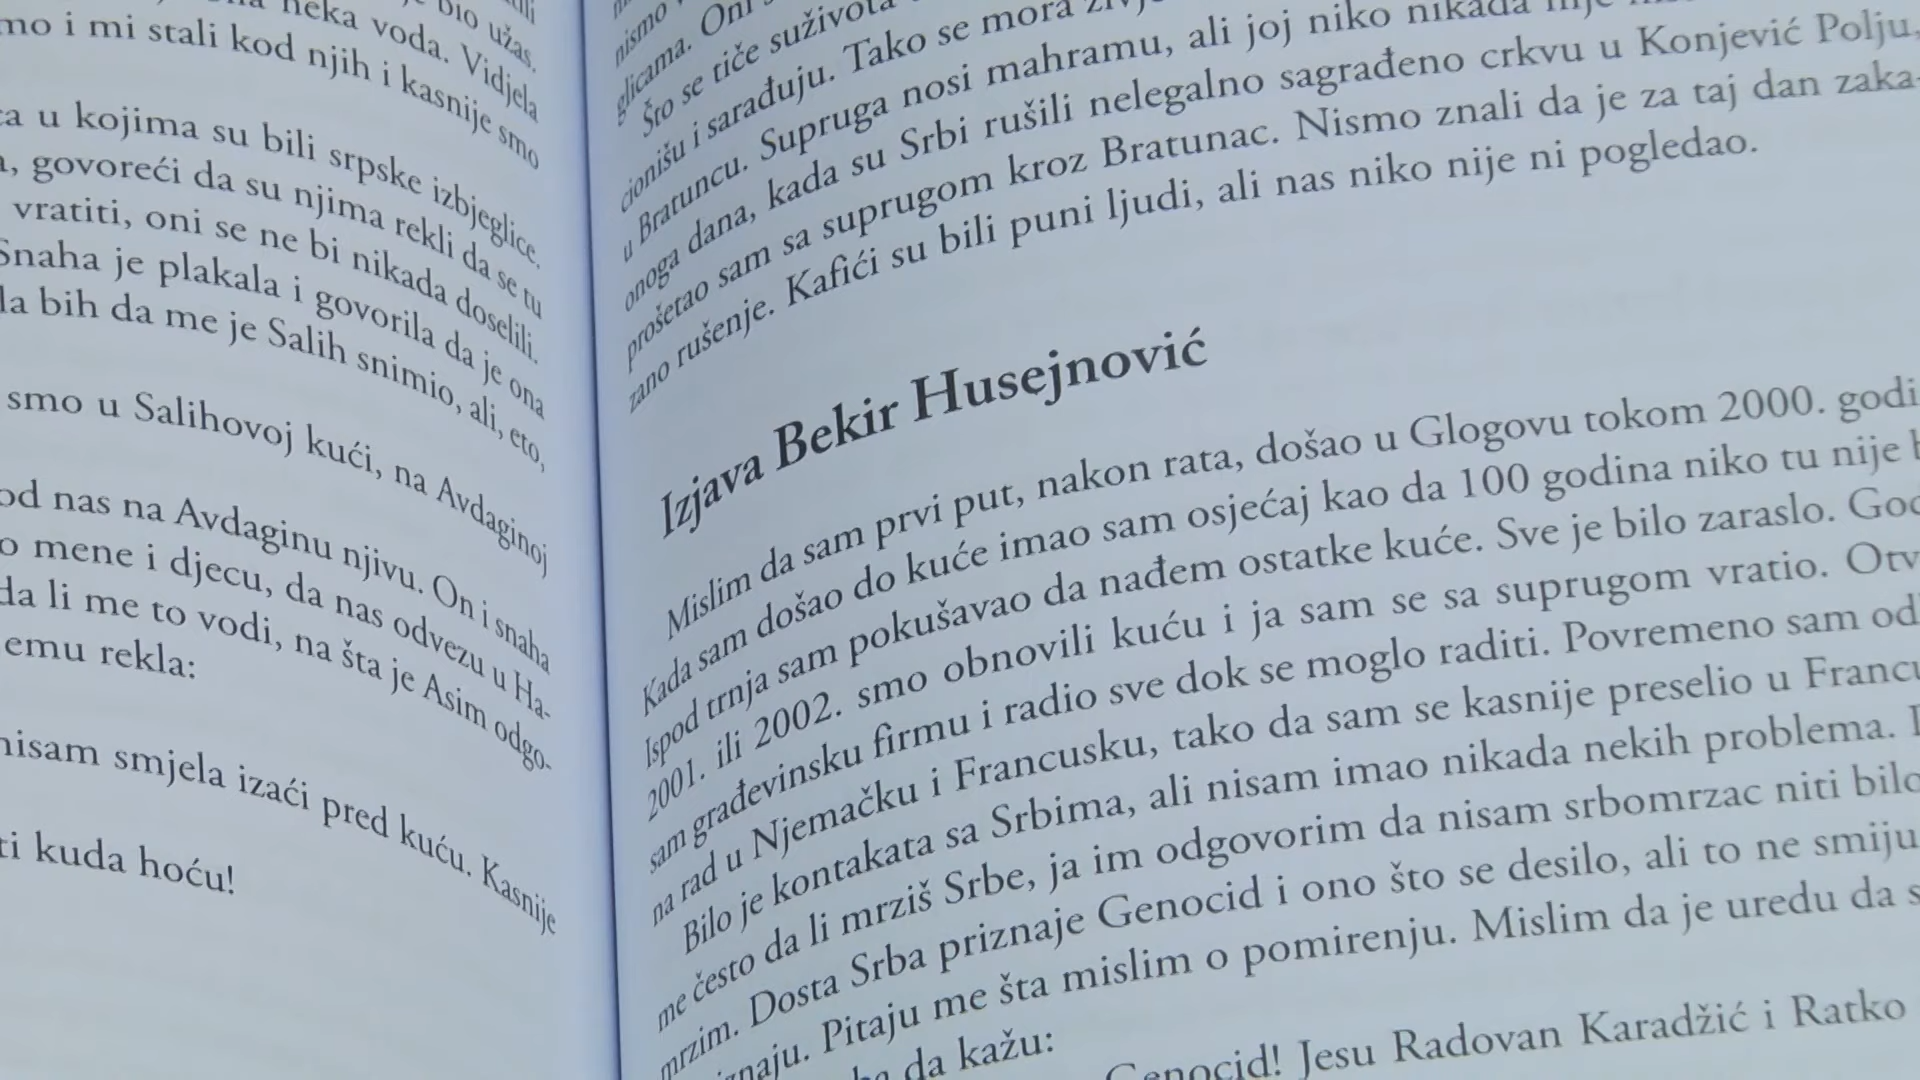 neka voda. Vidjela
bio užas.
mo i mi stali kod njih i kasnije smo
u kojima su bili srpske izbjeglice.
govoreći da su njima rekli da se tu
vratiti, oni se ne bi nikada doselili.
Snaha je plakala i govorila da je ona
la bih da me je Salih snimio, ali, eto,
smo u Salihovoj kući, na Avdaginoj
od nas na Avdaginu njivu. On i snaha
o mene i djecu, da nas odvezu u Ha-
da li me to vodi, na šta je Asim odgo-
emu rekla:
nisam smjela izaći pred kuću. Kasnije
ti kuda hoću!
nismo
glicama. Oni
Što se tiče suživota
cionišu i sarađuju. Tako se mora
u Bratuncu. Supruga nosi mahramu, ali joj niko nikada nije
onoga dana, kada su Srbi rušili nelegalno sagrađeno crkvu u Konjević Polju,
prošetao sam sa suprugom kroz Bratunac. Nismo znali da je za taj dan zaka-
zano rušenje. Kafići su bili puni ljudi, ali nas niko nije ni pogledao.
Izjava Bekir Husejnović
Mislim da sam prvi put, nakon rata, došao u Glogovu tokom 2000. godi
Kada sam došao do kuće imao sam osjećaj kao da 100 godina niko tu nije b
Ispod trnja sam pokušavao da nađem ostatke kuće. Sve je bilo zaraslo. God
2001. ili 2002. smo obnovili kuću i ja sam se sa suprugom vratio. Otv
sam građevinsku firmu i radio sve dok se moglo raditi. Povremeno sam odl
na rad u Njemačku i Francusku, tako da sam se kasnije preselio u Francu
Bilo je kontakata sa Srbima, ali nisam imao nikada nekih problema.
me često da li mrziš Srbe, ja im odgovorim da nisam srbomrzac niti bilo
mrzim. Dosta Srba priznaje Genocid i ono što se desilo, ali to ne smiju
znaju. Pitaju me šta mislim o pomirenju. Mislim da je uredu da s
da kažu:
Genocid! Jesu Radovan Karadžić i Ratko